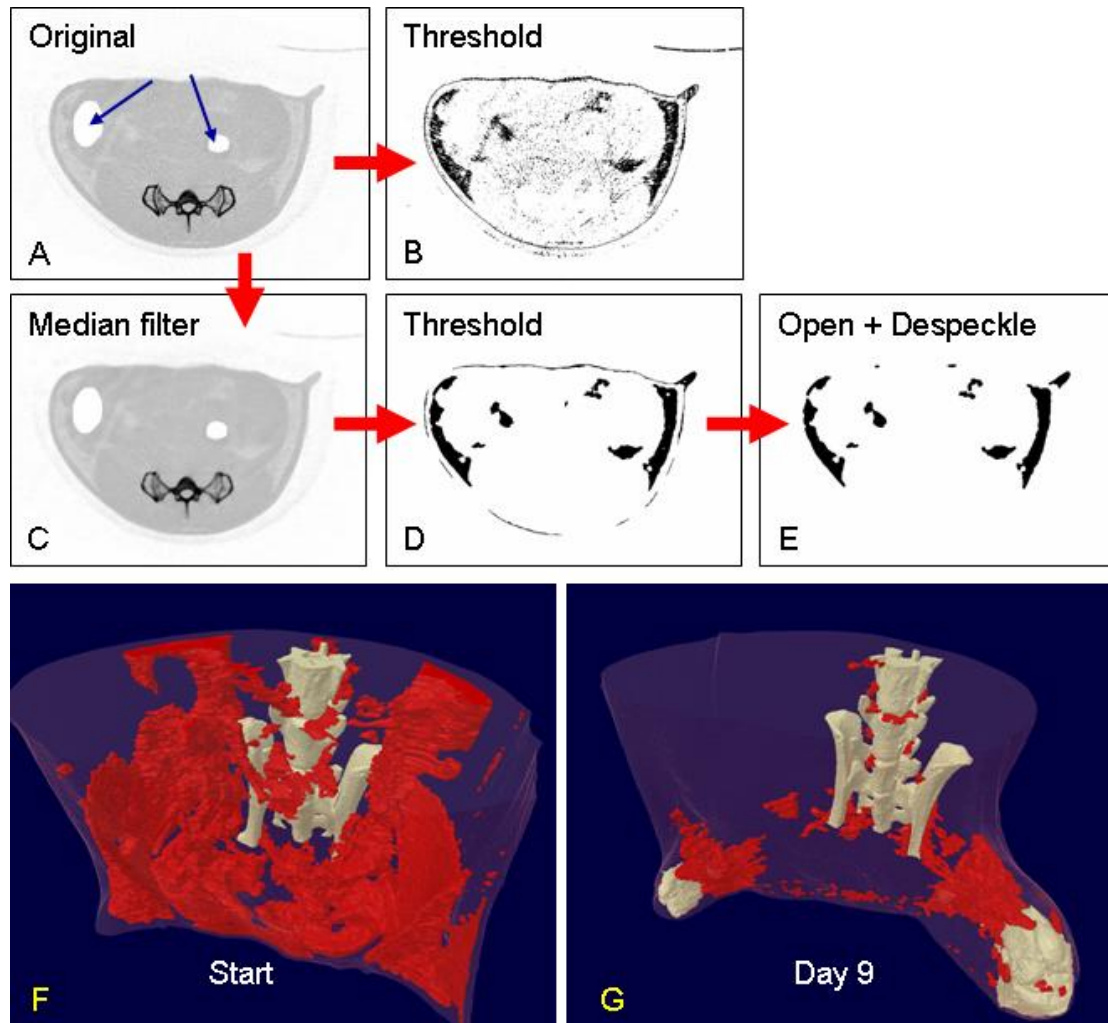 Original
A
Threshold
B
Median filter
C
Threshold
D
Open + Despeckle
E
Start
F
Day 9
G